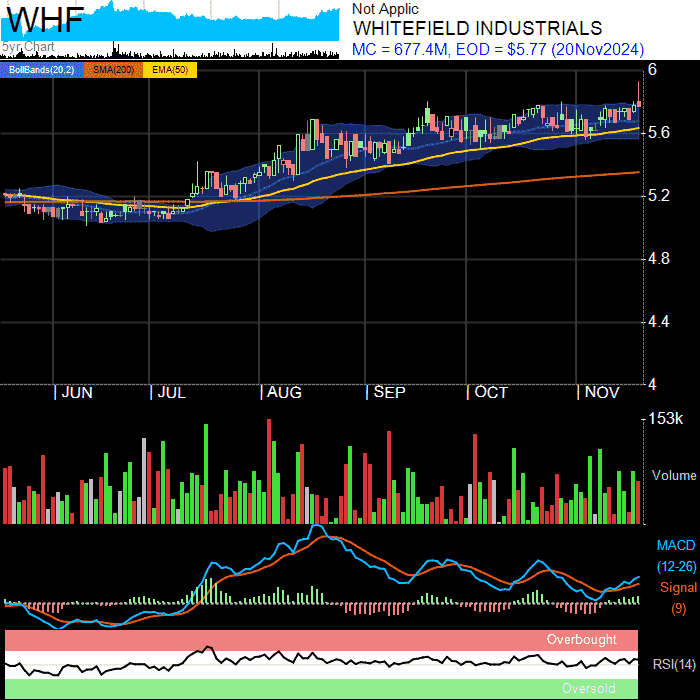 WHF
5yr Chart
Not Applic
WHITEFIELD INDUSTRIALS
MC = 677.4M, EOD = $5.77 (20Nov2024)
BollBands(20,2) SMA(200) EMA(50)
6
5.6
5.2
4.8
4.4
4
JUN JUL AUG SEP OCT NOV
153k
Volume
MACD
(12-26)
Signal
(9)
Overbought
RSI(14)
Oversold